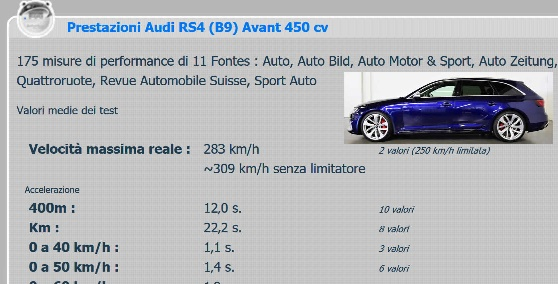 Prestazioni Audi RS4 (B9) Avant 450 cv
175 misure di performance di 11 Fontes : Auto, Auto Bild, Auto Motor & Sport, Auto Zeitung,
Quattroruote, Revue Automobile Suisse, Sport Auto
Valori medie dei test
Velocità massima reale : 283 km/h 2 valori (250 km/h limitata)
~309 km/h senza limitatore
Accelerazione
400m : 12,0 s. 10 valori
Km : 22,2 s. 8 valori
0 a 40 km/h : 1,1 s. 3 valori
0 a 50 km/h : 1,4 s. 6 valori